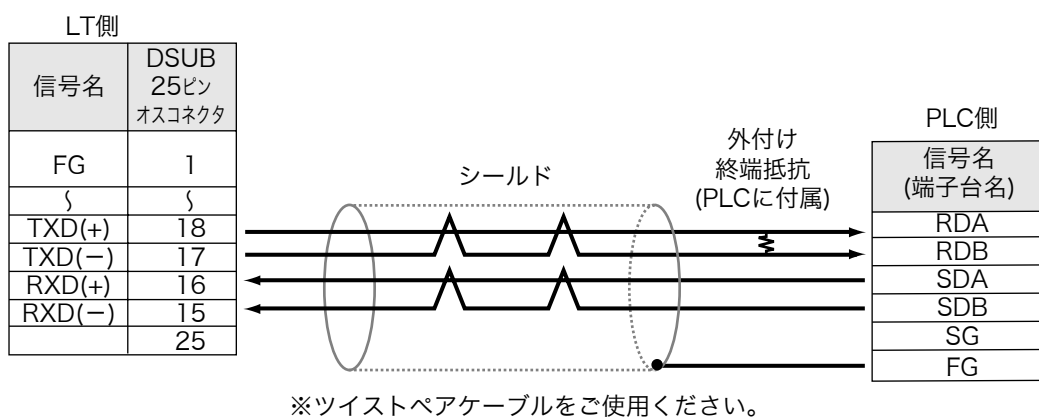 LT側
信号名
DSUB
25ピン
オスコネクタ
FG 1
〜 〜
TXD(+) 18
TXD(−) 17
RXD(+) 16
RXD(−) 15
25
シールド
外付け
終端抵抗
(PLCに付属)
PLC側
信号名
(端子台名)
RDA
RDB
SDA
SDB
SG
FG
※ツイストペアケーブルをご使用ください。